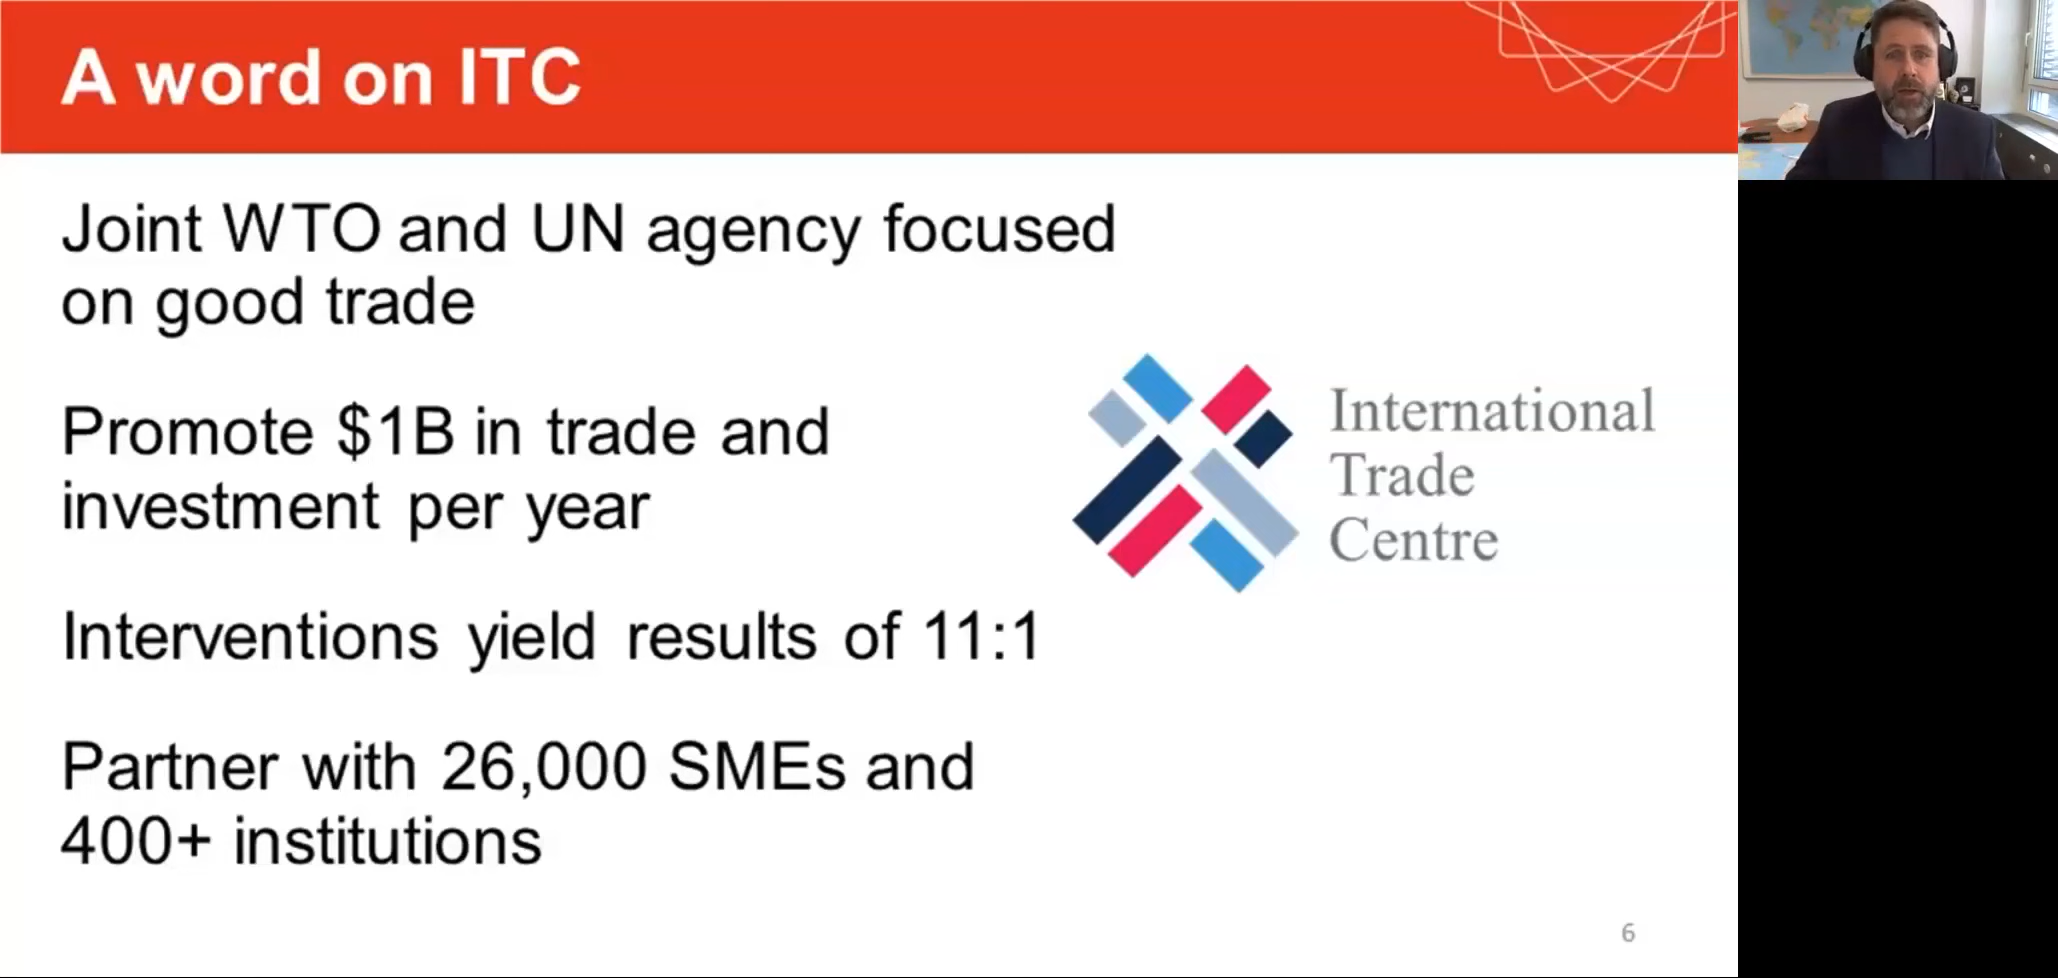 A word on ITC
Joint WTO and UN agency focused
on good trade
Promote $1B in trade and
investment per year
Interventions yield results of 11:1
Partner with 26,000 SMEs and
400+ institutions
International
Trade
Centre
6